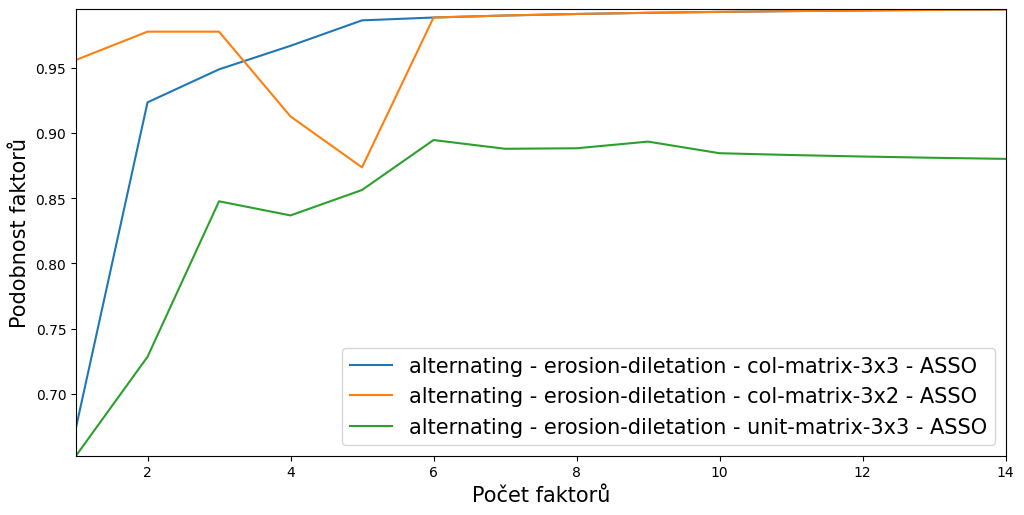 Podobnost faktorů
0.95
0.90
0.85
0.80
0.75
0.70
alternating - erosion-diletation - col-matrix-3x3 - ASSO
alternating - erosion-diletation - col-matrix-3x2 - ASSO
alternating - erosion-diletation - unit-matrix-3x3 - ASSO
2 4 6 8 10 12 14
Počet faktorů